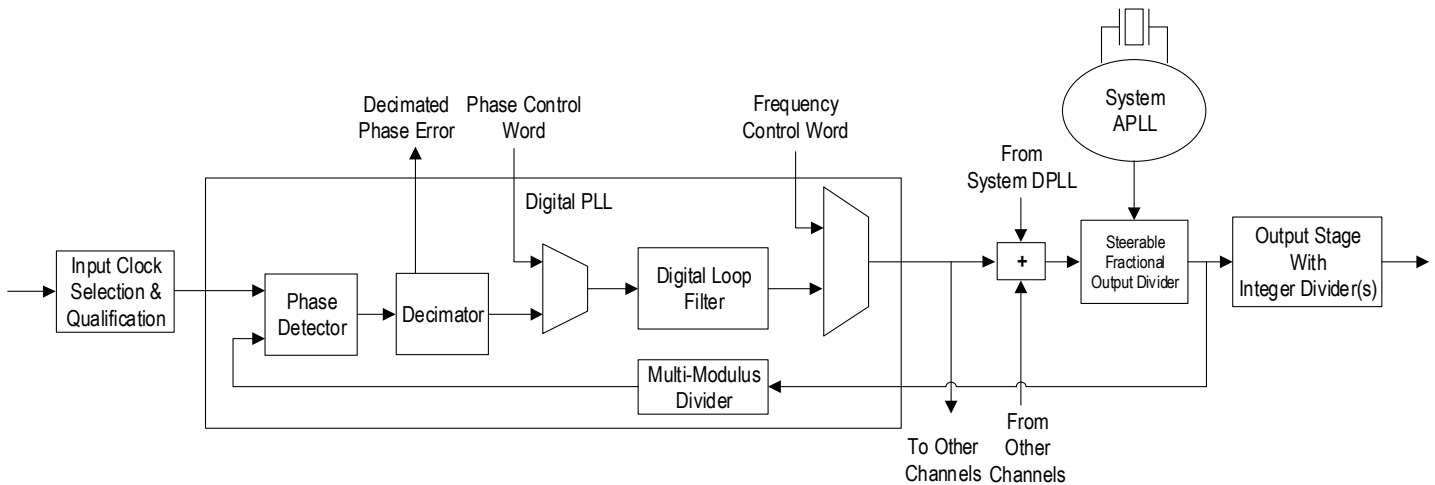 System
APLL
Decimated
Phase Error
Phase Control
Word
Frequency
Control Word
From
System DPLL
Digital PLL
Input Clock
Selection &
Qualification
Phase
Detector
Decimator
Digital Loop
Filter
+
Steerable
Fractional
Output Divider
Output Stage
With
Integer Divider(s)
Multi-Modulus
Divider
To Other
Channels
From
Other
Channels